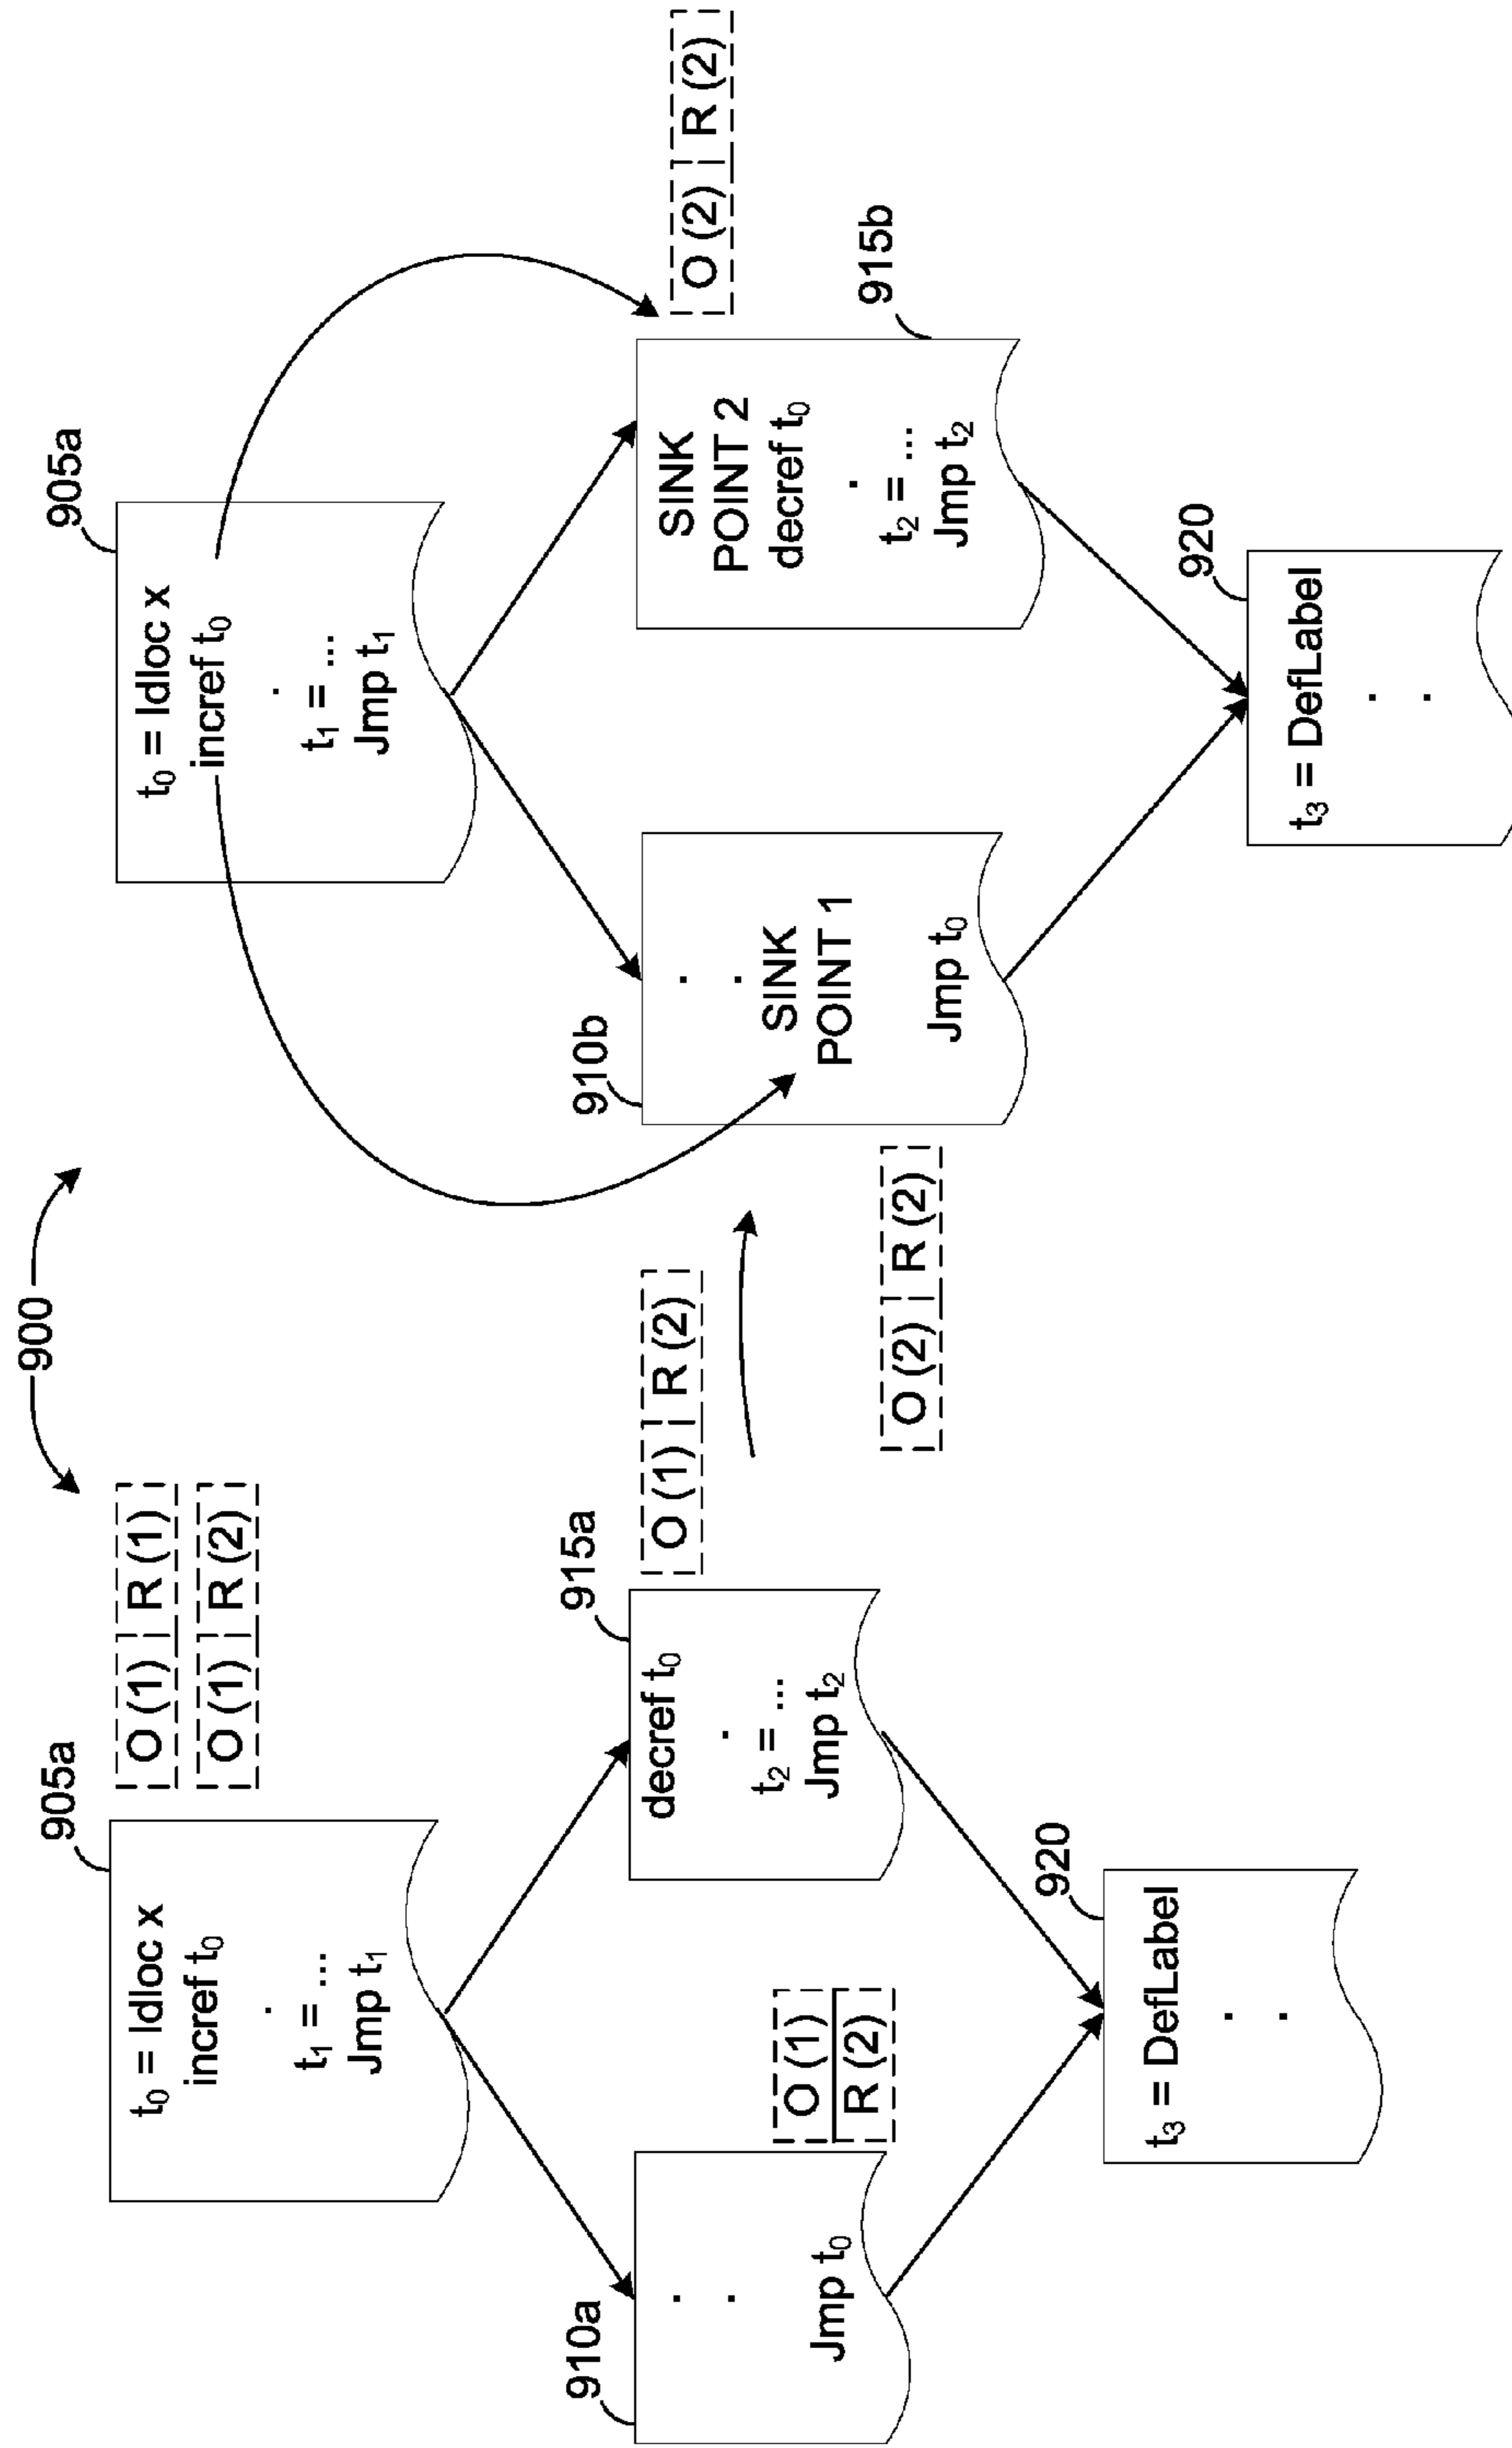 900
905a
t₀ = ldloc x
incref t₀
.
t₁ = ...
Jmp t₁
O (1) | R (1)
O (1) | R (2)
910a
.
.
Jmp t₀
O (1)
R (2)
915a
decref t₀
.
t₂ = ...
Jmp t₂
O (1) | R (2)
920
t₃ = DefLabel
.
.
905a
t₀ = ldloc x
incref t₀
.
t₁ = ...
Jmp t₁
910b
.
.
SINK
POINT 1
Jmp t₀
O (2) | R (2)
915b
SINK
POINT 2
decref t₀
.
t₂ = ...
Jmp t₂
O (2) | R (2)
920
t₃ = DefLabel
.
.